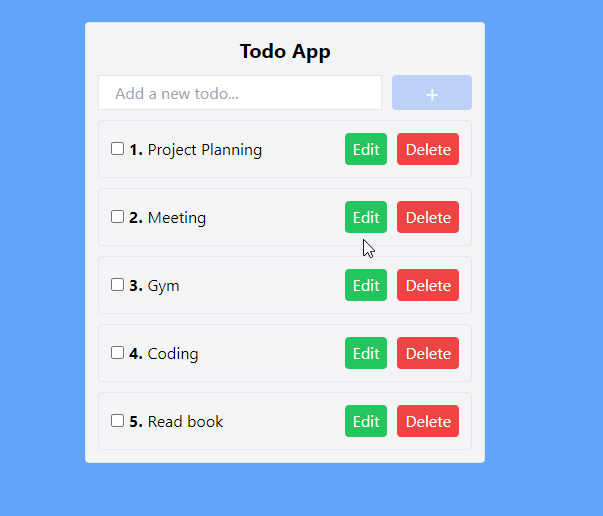 Todo App
Add a new todo...
+
1. Project Planning Edit Delete
2. Meeting Edit Delete
3. Gym Edit Delete
4. Coding Edit Delete
5. Read book Edit Delete